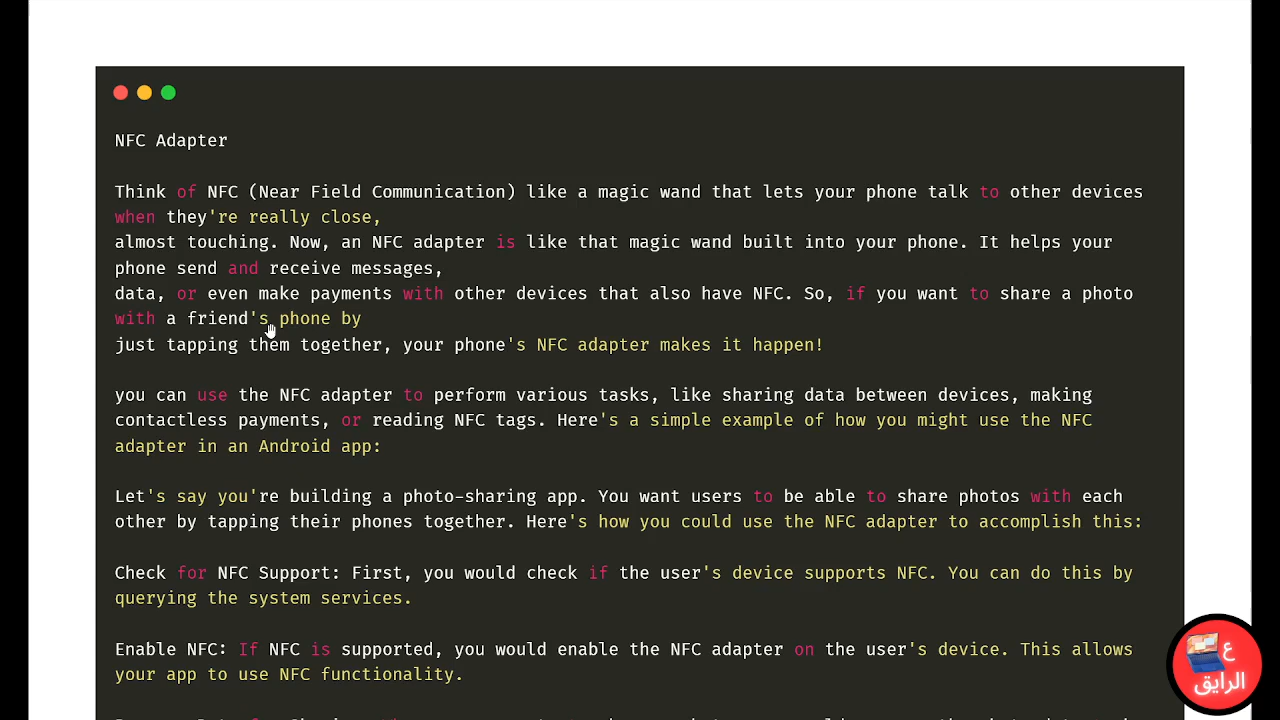 NFC Adapter
Think of NFC (Near Field Communication) like a magic wand that lets your phone talk to other devices
when they're really close,
almost touching. Now, an NFC adapter is like that magic wand built into your phone. It helps your
phone send and receive messages,
data, or even make payments with other devices that also have NFC. So, if you want to share a photo
with a friend's phone by
just tapping them together, your phone's NFC adapter makes it happen!
you can use the NFC adapter to perform various tasks, like sharing data between devices, making
contactless payments, or reading NFC tags. Here's a simple example of how you might use the NFC
adapter in an Android app:
Let's say you're building a photo-sharing app. You want users to be able to share photos with each
other by tapping their phones together. Here's how you could use the NFC adapter to accomplish this:
Check for NFC Support: First, you would check if the user's device supports NFC. You can do this by
querying the system services.
Enable NFC: If NFC is supported, you would enable the NFC adapter on the user's device. This allows
your app to use NFC functionality.
ع
الرايق